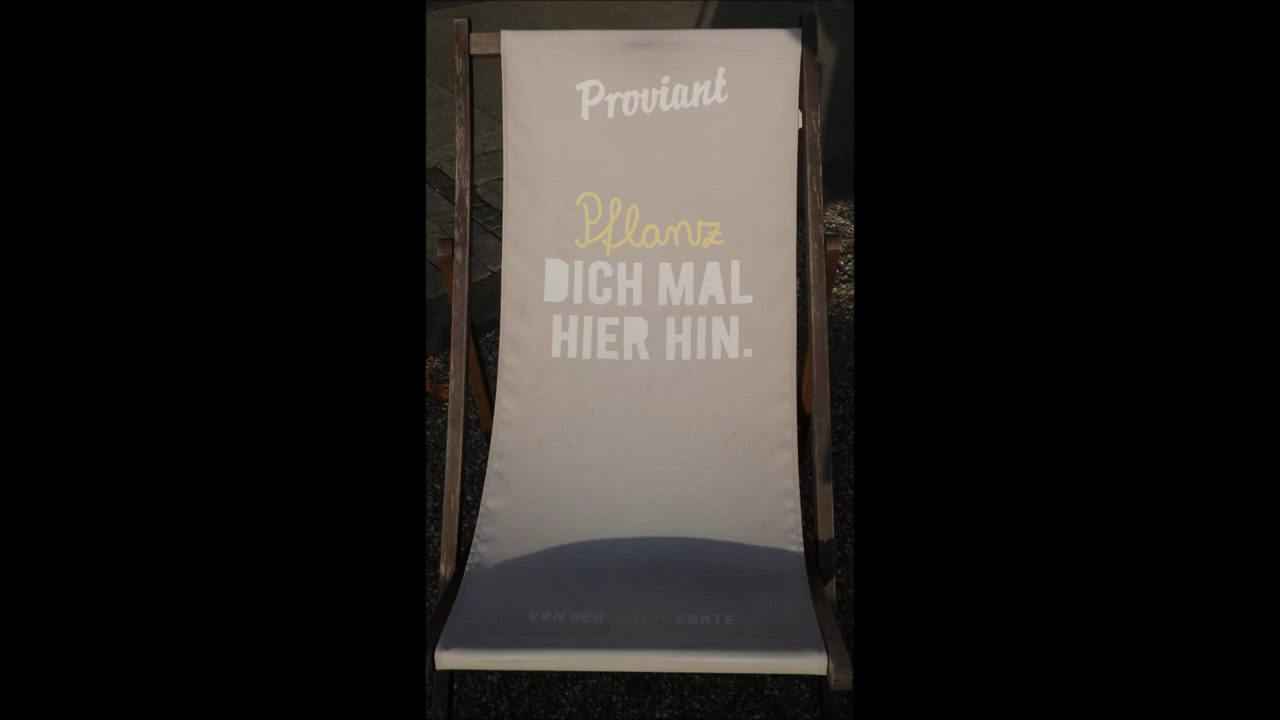 Proviant
Pflanz
DICH MAL
HIER HIN.
VON DER SORTE.